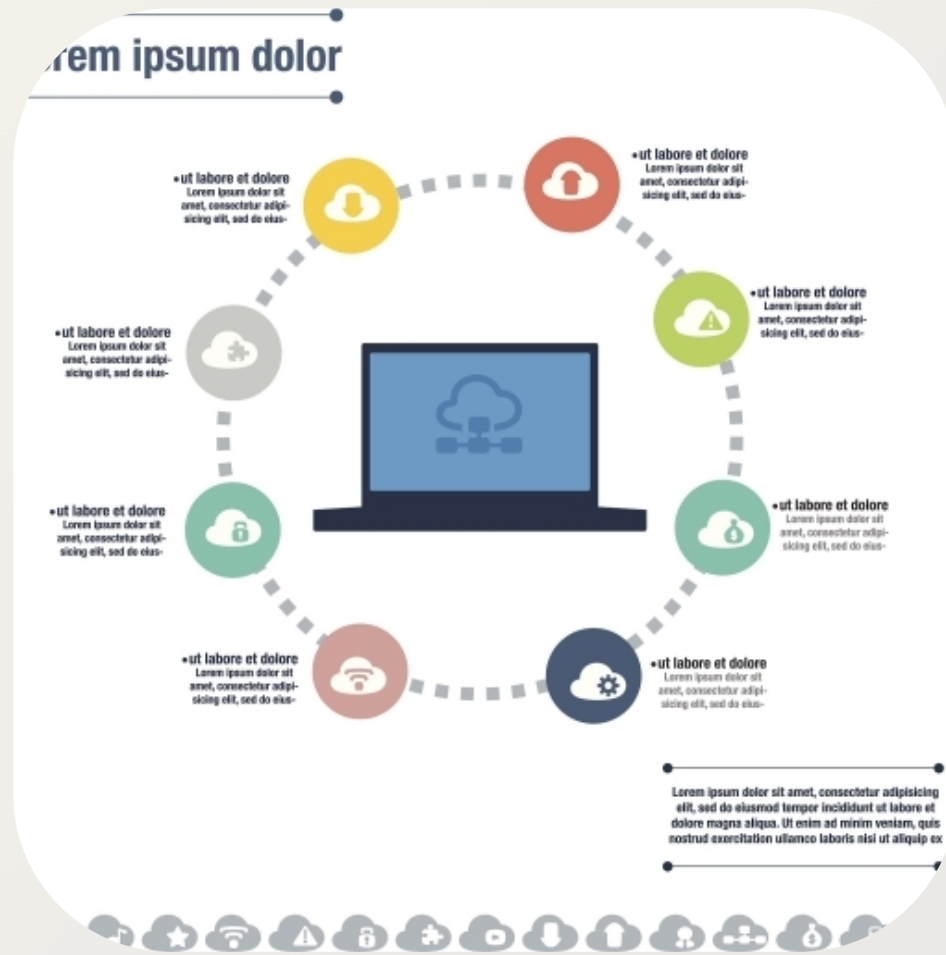 ipsum dolor
•ut labore et dolore
Lorem ipsum dolor sit
amet, consectetur adipi-
sicing elit, sed do eius-
•ut labore et dolore
Lorem ipsum dolor sit
amet, consectetur adipi-
sicing elit, sed do eius-
•ut labore et dolore
Lorem ipsum dolor sit
amet, consectetur adipi-
sicing elit, sed do eius-
•ut labore et dolore
Lorem ipsum dolor sit
amet, consectetur adipi-
sicing elit, sed do eius-
•ut labore et dolore
Lorem ipsum dolor sit
amet, consectetur adipi-
sicing elit, sed do eius-
•ut labore et dolore
Lorem ipsum dolor sit
amet, consectetur adipi-
sicing elit, sed do eius-
•ut labore et dolore
Lorem ipsum dolor sit
amet, consectetur adipi-
sicing elit, sed do eius-
•ut labore et dolore
Lorem ipsum dolor sit
amet, consectetur adipi-
sicing elit, sed do eius-
Lorem ipsum dolor sit amet, consectetur adipisicing
elit, sed do eiusmod tempor incididunt ut labore et
dolore magna aliqua. Ut enim ad minim veniam, quis
nostrud exercitation ullamco laboris nisi ut aliquip ex